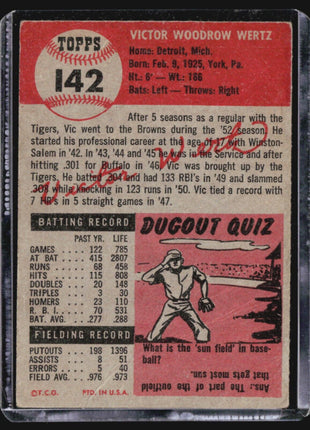 TOPPS
142
VICTOR WOODROW WERTZ
Home: Detroit, Mich.
Born: Feb. 9, 1925, York, Pa.
Ht: 6' - Wt: 186
Bats: Left - Throws: Right
After 5 seasons as a regular with the
Tigers, Vic went to the Browns during the '52 season. He
started his professional career at 17 with Winston-
Salem in '42. In '43, '44 and '45 was in the Service and after
hitting .301 for Buffalo in '46 Vic was brought up by the
Tigers. He batted .304 and had 133 RBI's in '49 and slammed
.308 while socking in 123 runs in '50. Vic tied a record with
7 RBI's in 5 straight games in '47.
Victor Wertz
BATTING RECORD
PAST YR. LIFE
GAMES 122 785
AT BAT 415 2807
RUNS 68 458
HITS 115 808
DOUBLES 20 148
TRIPLES 3 30
HOMERS 23 110
R. B. I. 70 531
BAT AVG. .277 .288
FIELDING RECORD
PUTOUTS 198 1396
ASSISTS 8 51
ERRORS 5 40
FIELD AVG. .976 .973
©T.C.G. PTD. IN U.S.A.
DUGOUT QUIZ
What is the 'sun field' in base-
ball?
Ans.: The part of the outfield
that gets most sun.